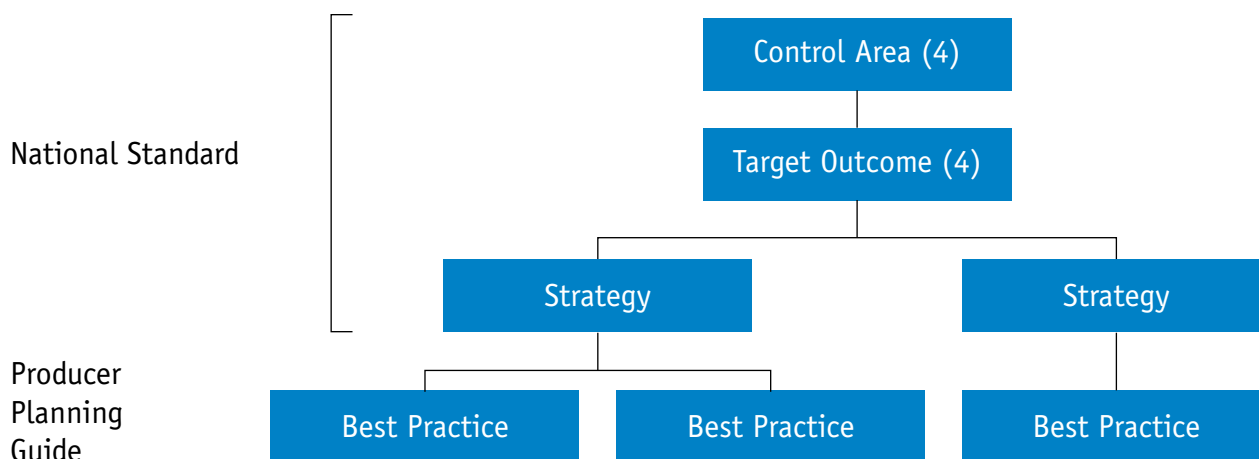 Control Area (4)
National Standard
Target Outcome (4)
Strategy
Strategy
Producer
Planning
Guide
Best Practice
Best Practice
Best Practice